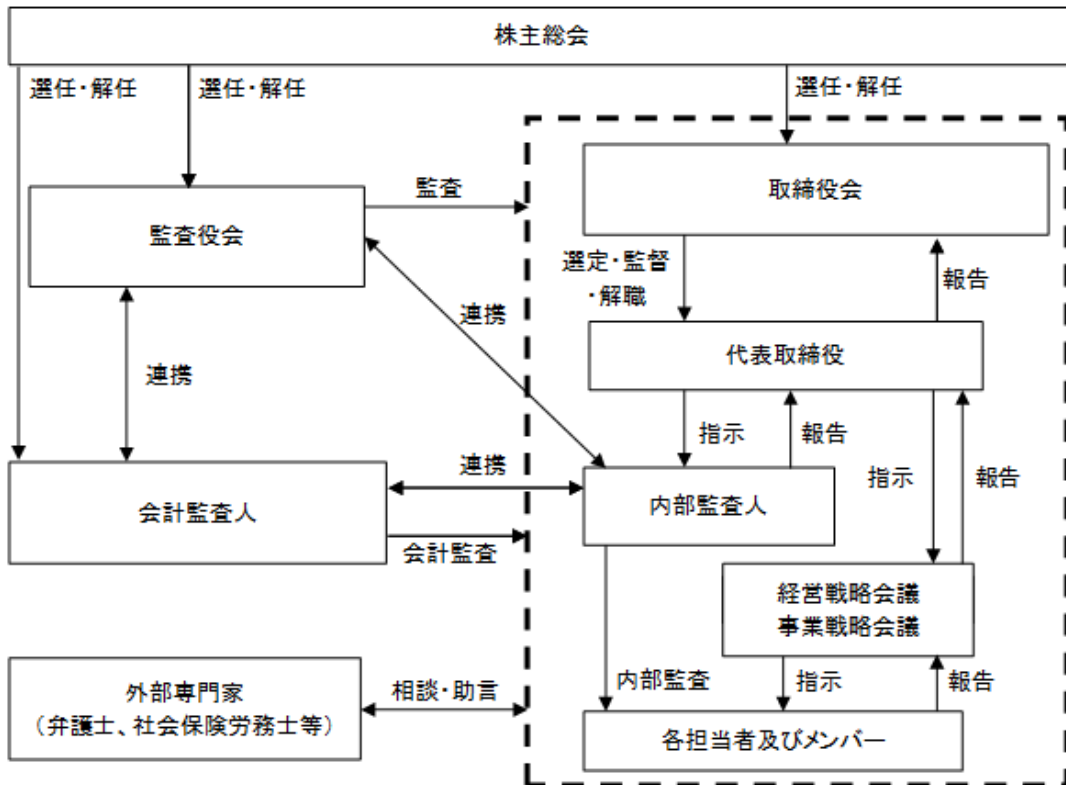 株主総会
選任・解任
選任・解任
選任・解任
取締役会
監査
監査役会
選定・監督
・解職
報告
連携
代表取締役
連携
指示
報告
連携
指示
報告
会計監査人
内部監査人
会計監査
経営戦略会議
事業戦略会議
外部専門家
（弁護士、社会保険労務士等）
相談・助言
内部監査
指示
報告
各担当者及びメンバー